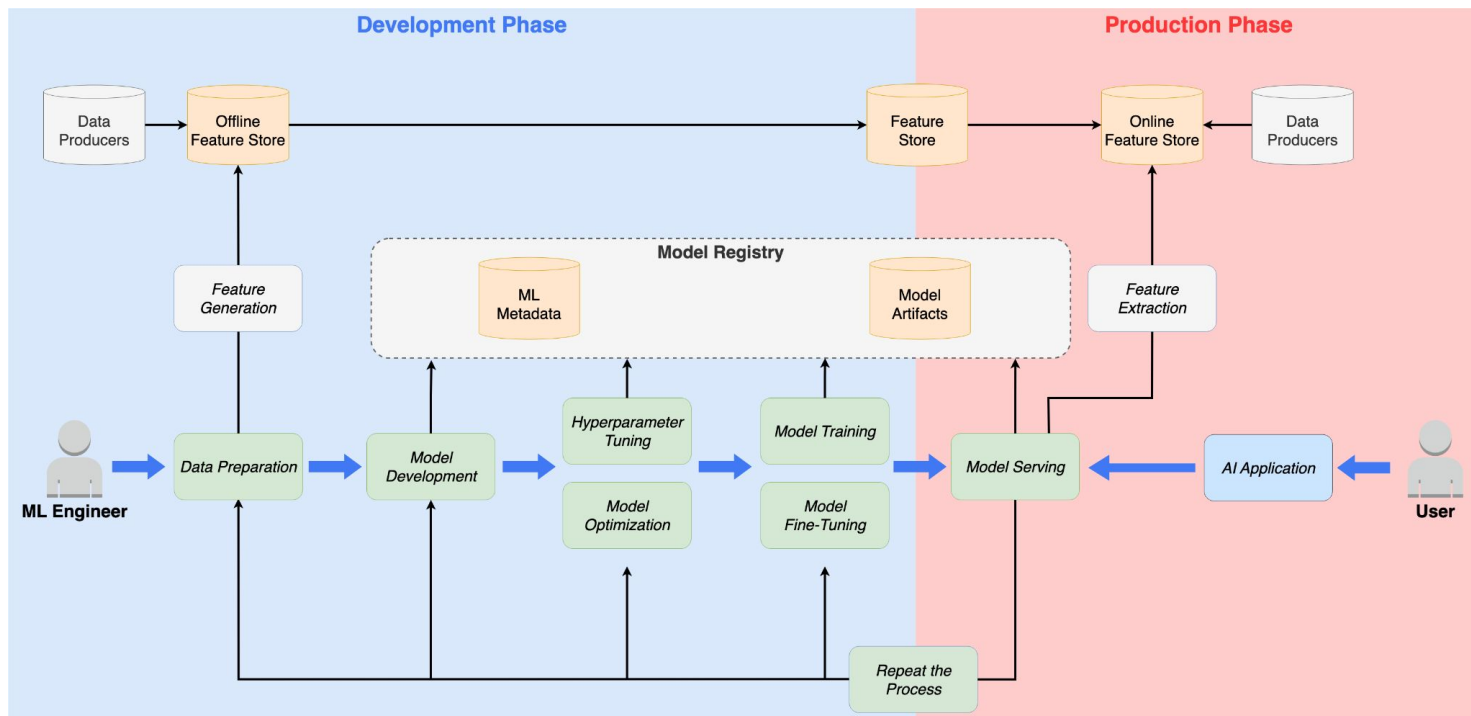 Development Phase
Production Phase
Data
Producers
Offline
Feature Store
Feature
Store
Online
Feature Store
Data
Producers
Model Registry
ML
Metadata
Model
Artifacts
Feature
Generation
Feature
Extraction
ML Engineer
Data Preparation
Model
Development
Hyperparameter
Tuning
Model
Optimization
Model Training
Model
Fine-Tuning
Model Serving
AI Application
User
Repeat the
Process